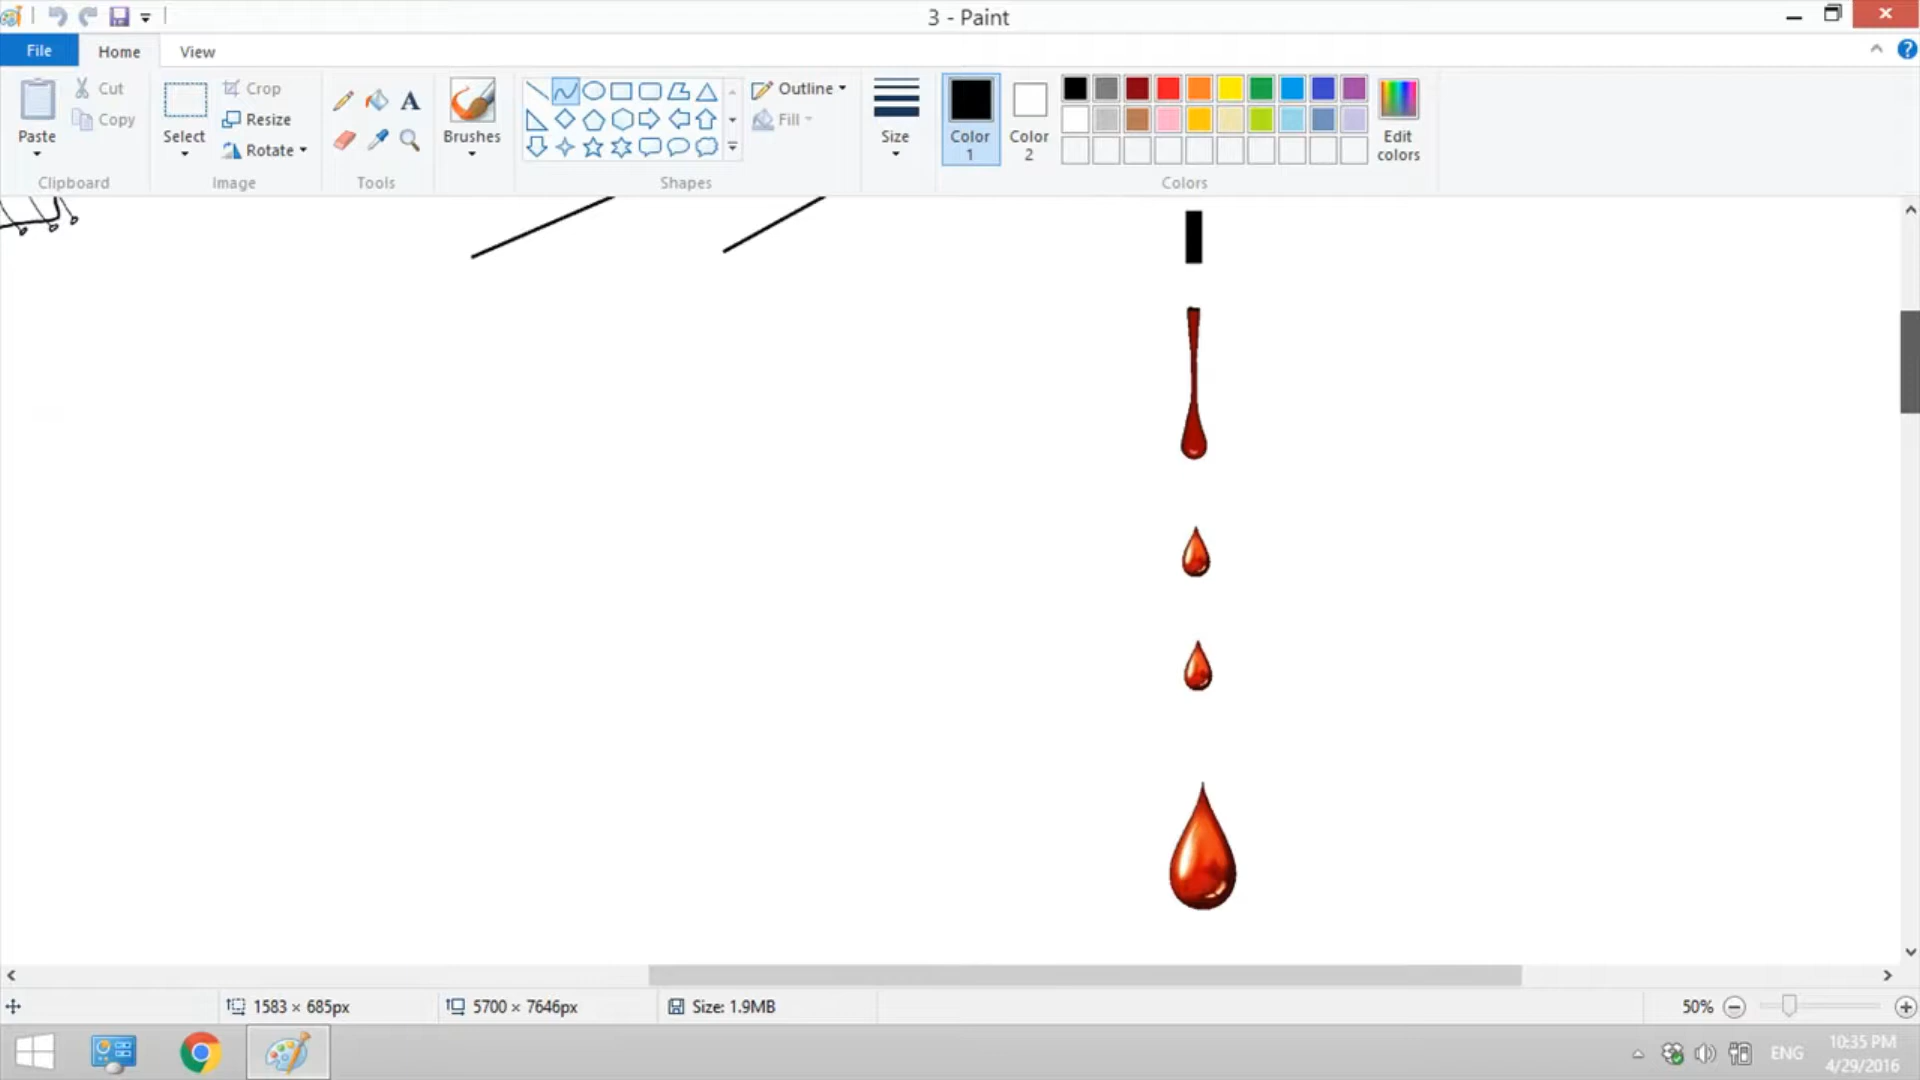 3 - Paint
File Home View
Paste
Cut
Copy
Clipboard
Select
Crop
Resize
Rotate
Image
A
Tools
Brushes
Shapes
Outline
Fill
Size
Color 1
Color 2
Edit colors
Colors
1583 × 685px
5700 × 7646px
Size: 1.9MB
50%
ENG
10:35 PM
4/29/2016